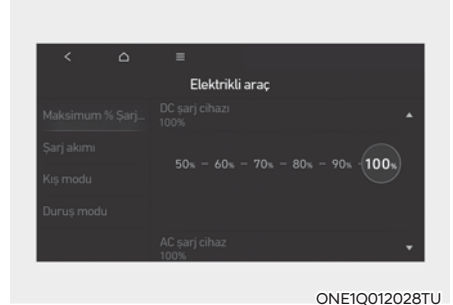 Elektrikli araç
Maksimum % Şarj...
Şarj akımı
Kış modu
Duruş modu
DC şarj cihazı
100%
50% - 60% - 70% - 80% - 90% - 100%
AC şarj cihaz
100%
ONE1Q012028TU